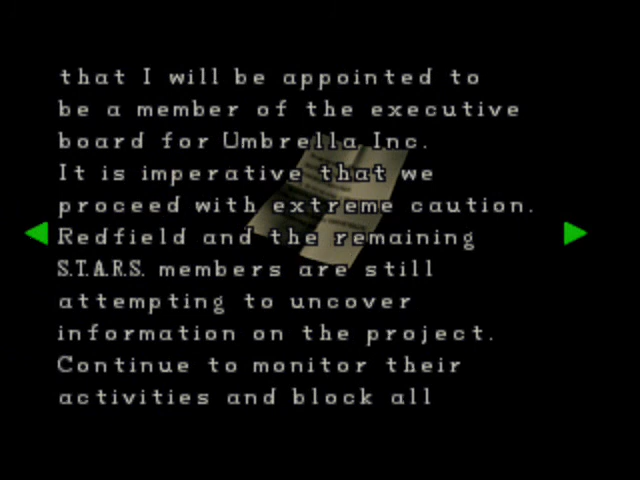 that I will be appointed to
be a member of the executive
board for Umbrella Inc.
It is imperative that we
proceed with extreme caution.
Redfield and the remaining
S.T.A.R.S. members are still
attempting to uncover
information on the project.
Continue to monitor their
activities and block all